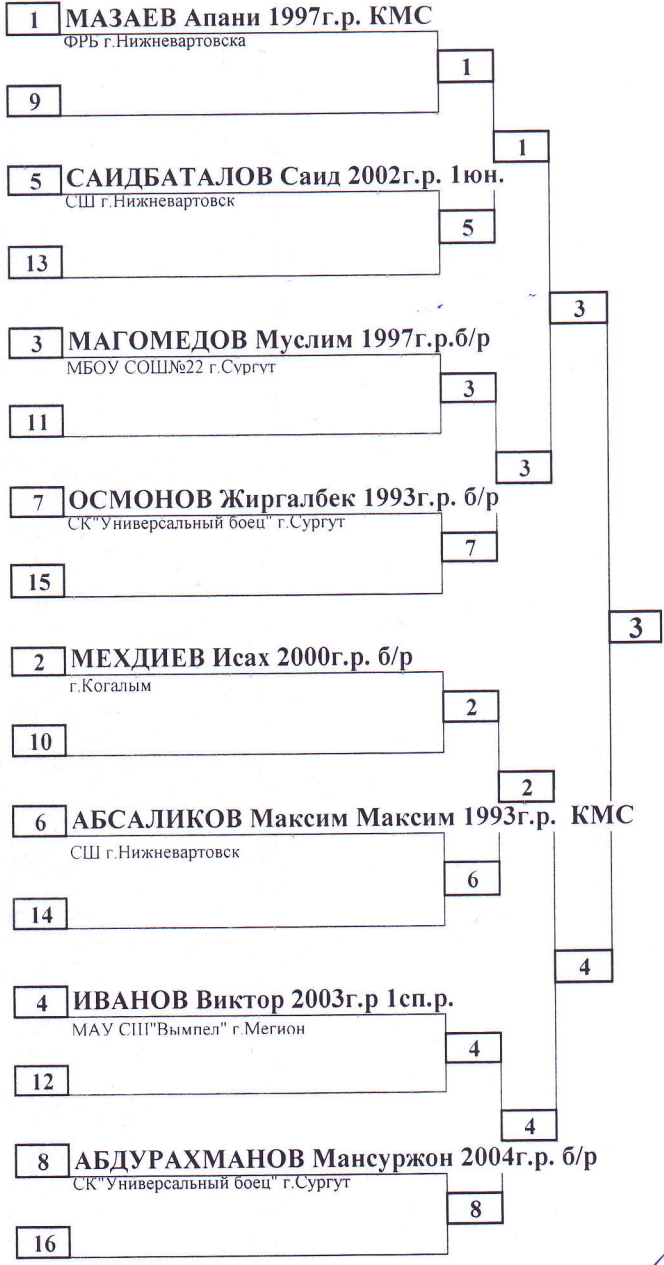 1 МАЗАЕВ Апани 1997г.р. КМС
ФРБ г.Нижневартовска
1
9
1
5 САИДБАТАЛОВ Саид 2002г.р. 1юн.
СШ г.Нижневартовск
5
13
3
3 МАГОМЕДОВ Муслим 1997г.р.б/р
МБОУ СОШ№22 г.Сургут
3
11
3
7 ОСМОНОВ Жиргалбек 1993г.р. б/р
СК"Универсальный боец" г.Сургут
7
15
3
2 МЕХДИЕВ Исах 2000г.р. б/р
г.Когалым
2
10
2
6 АБСАЛИКОВ Максим Максим 1993г.р. КМС
СШ г.Нижневартовск
6
14
4
4 ИВАНОВ Виктор 2003г.р 1сп.р.
МАУ СШ"Вымпел" г.Мегион
4
12
4
8 АБДУРАХМАНОВ Мансуржон 2004г.р. б/р
СК"Универсальный боец" г.Сургут
8
16